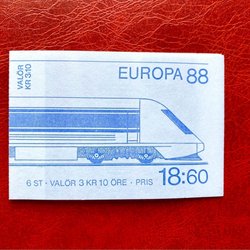 VALÖR
KR 3:10
EUROPA 88
6 ST · VALÖR 3 KR 10 ÖRE · PRIS 18:60